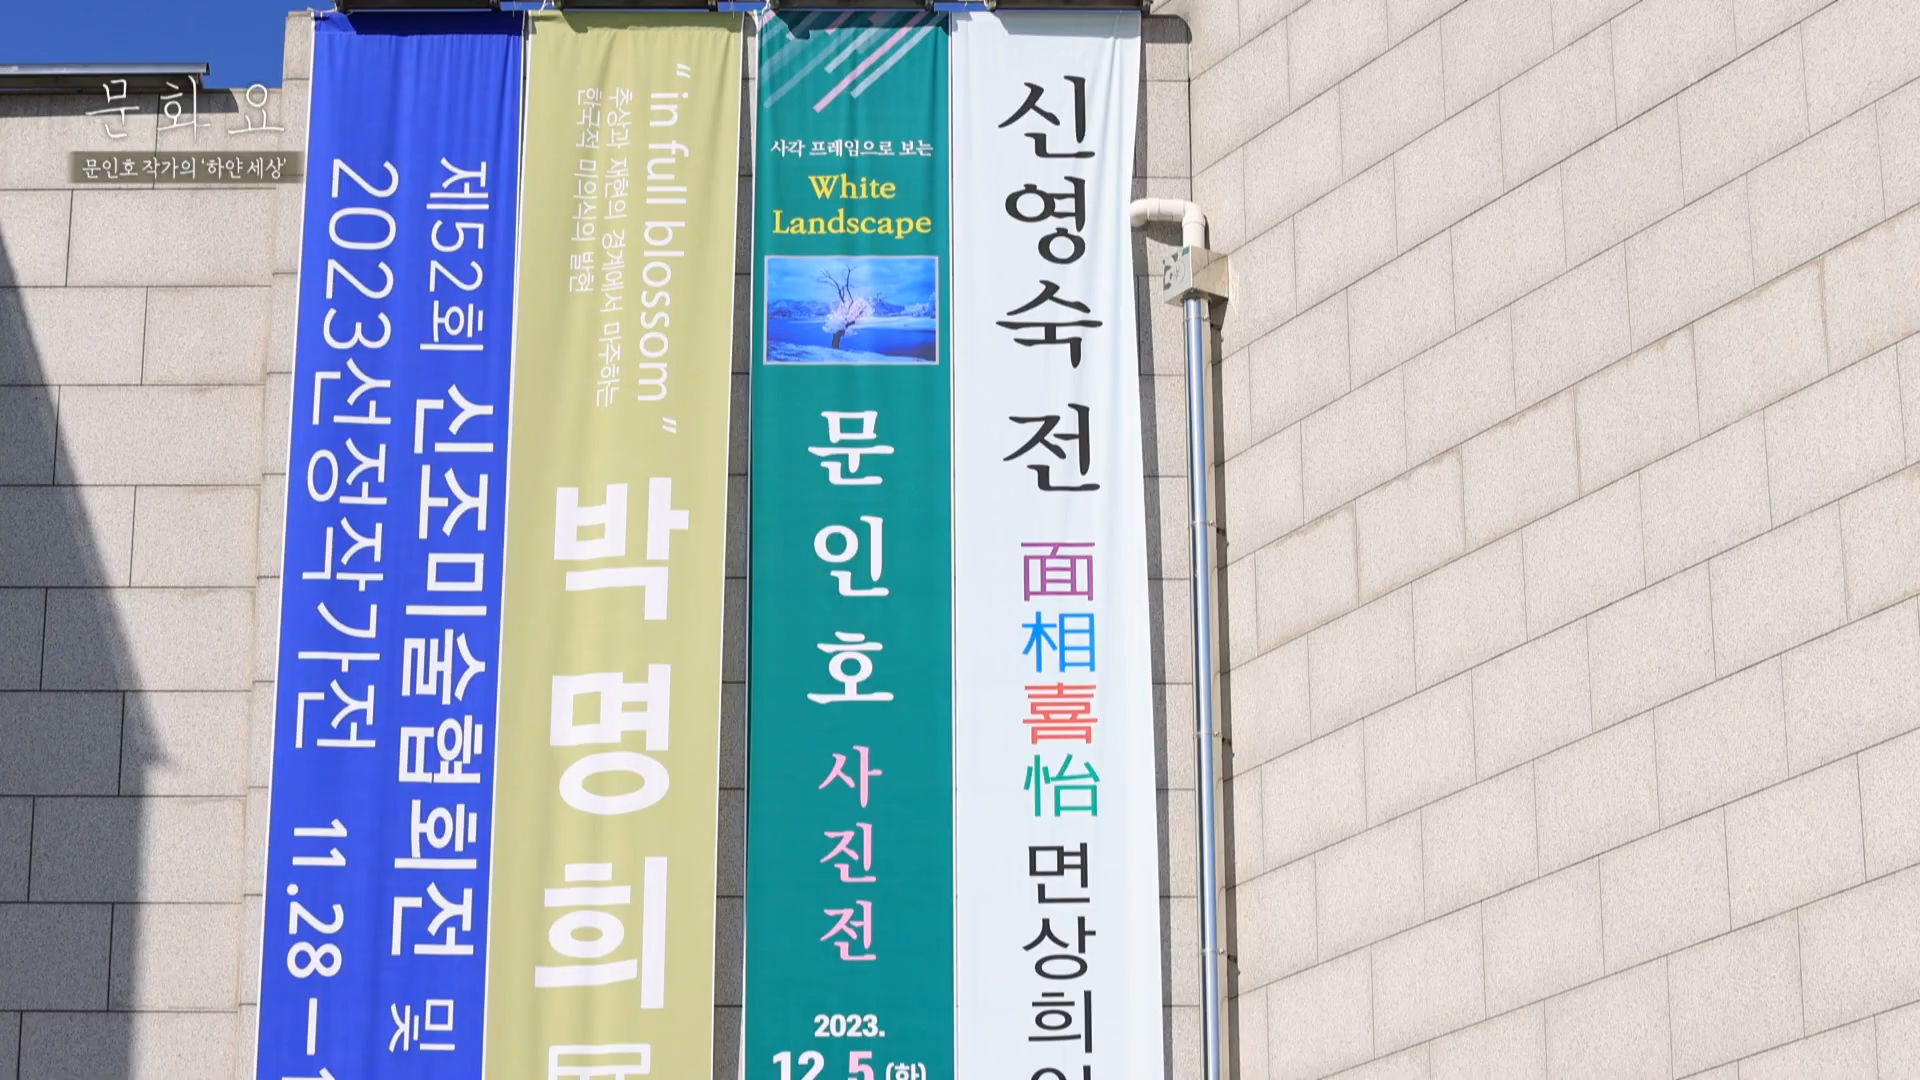 문화요
문인호 작가의 ‘하얀 세상’
제52회 신조미술협회전 및
2023신정작가전 11.28－1
“in full blossom”
추상과 재현의 경계에서 마주하는
한국적 미의식의 발현
박평희
사각 프레임으로 보는
White
Landscape
문인호
사진전
2023.
12. 5 (화)
신영숙전
面相喜怡
면상희이